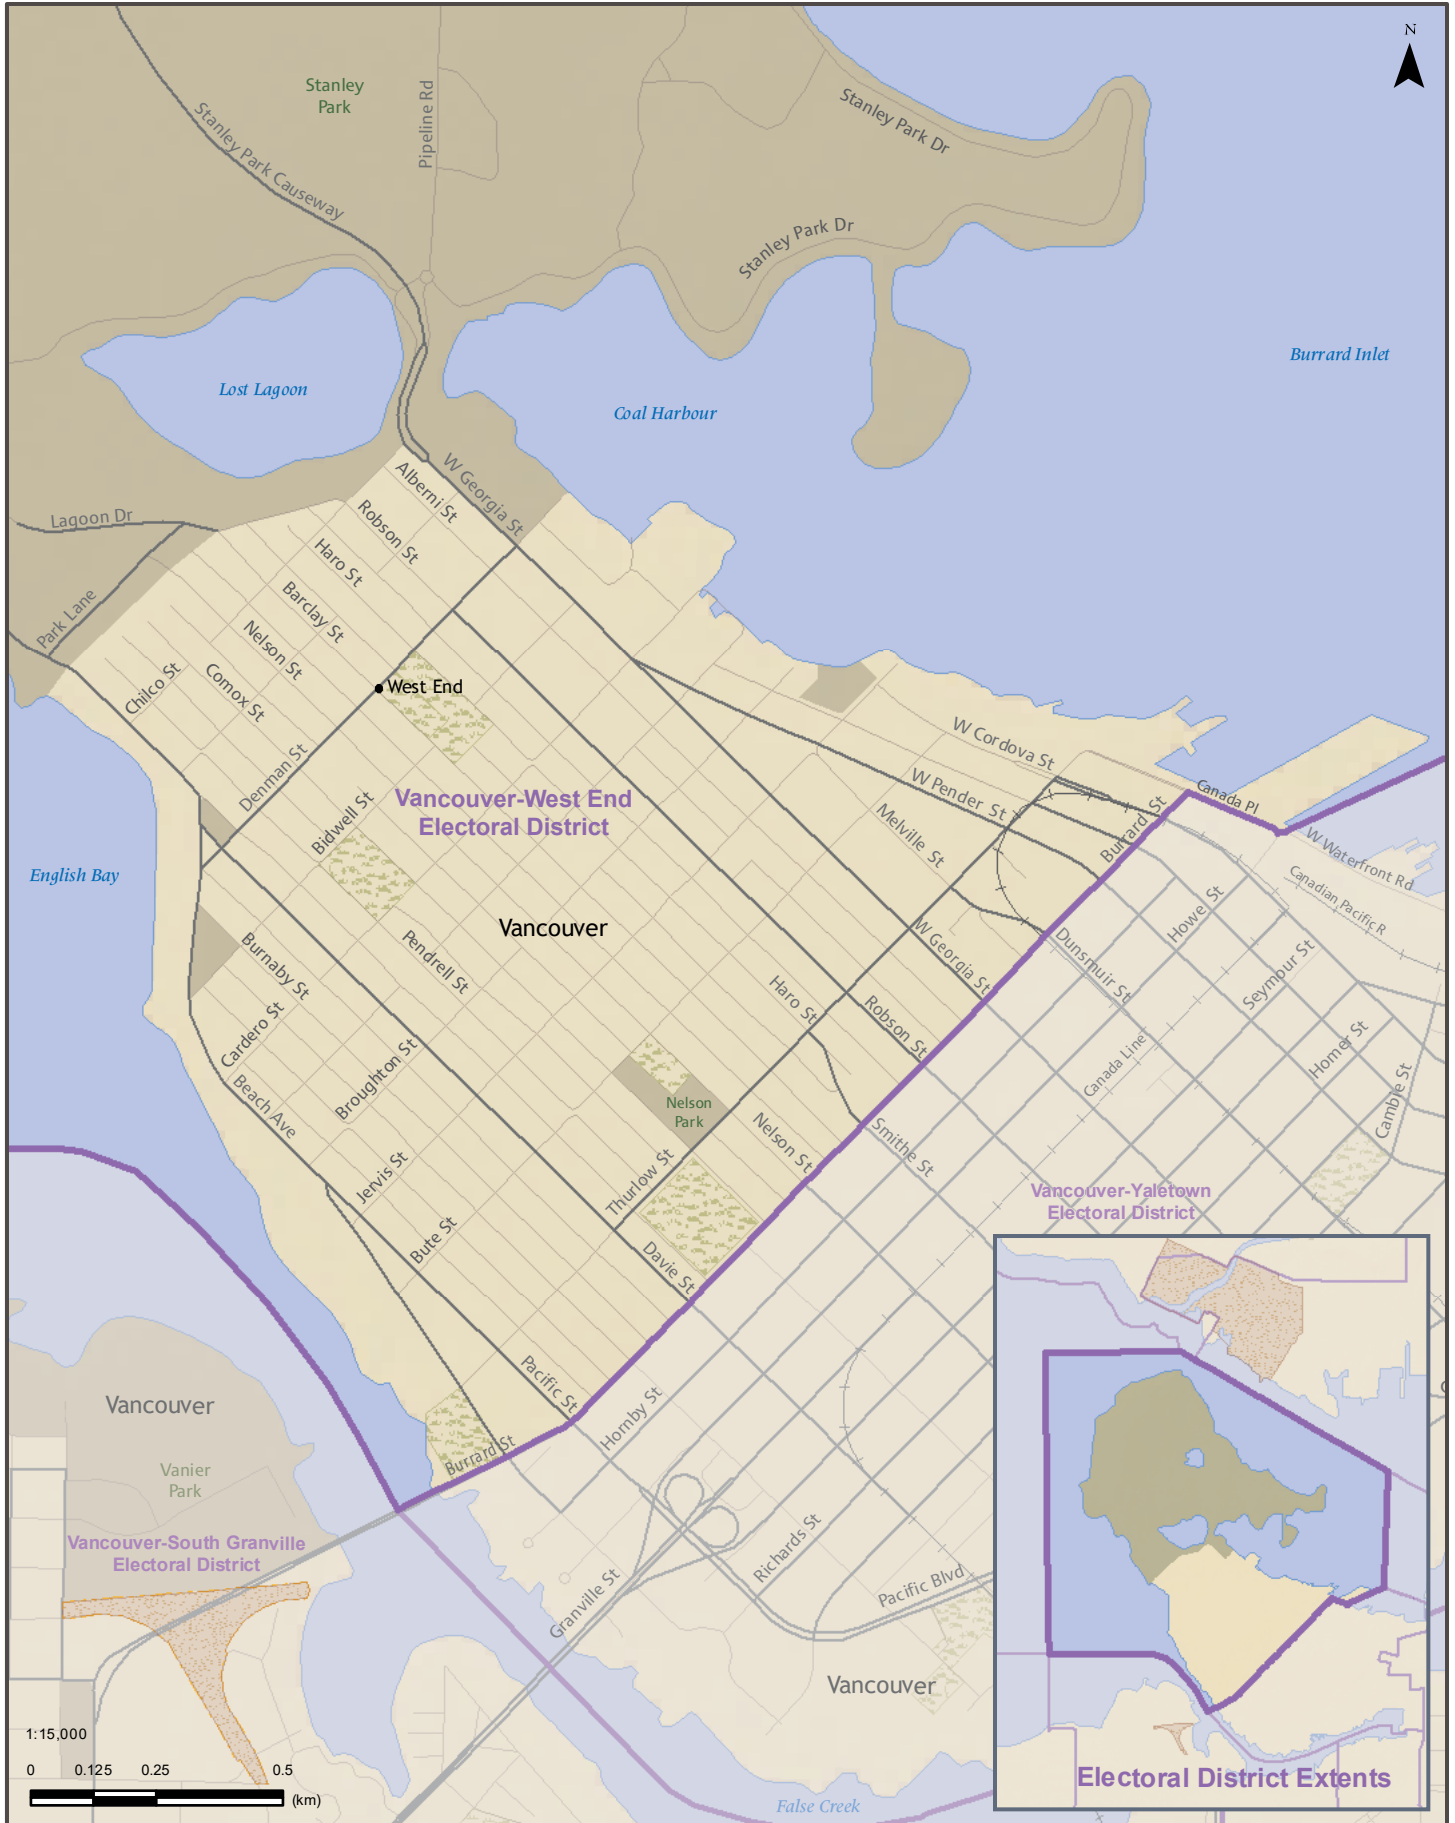 N
Stanley
Park
Pipeline Rd
Stanley Park Dr
Stanley Park Causeway
Stanley Park Dr
Burrard Inlet
Lost Lagoon
Coal Harbour
W Georgia St
Alberni St
Robson St
Lagoon Dr
Haro St
Barclay St
Park Lane
Nelson St
Comox St
Chilco St
West End
W Cordova St
Denman St
W Pender St
Canada Pl
Bidwell St
Vancouver-West End
Electoral District
Melville St
Burrard St
W Waterfront Rd
English Bay
Canadian Pacific R
Howe St
Vancouver
Pendrell St
Burnaby St
W Georgia St
Dunsmuir St
Seymour St
Haro St
Robson St
Cardero St
Broughton St
Homer St
Canada Line
Camble St
Beach Ave
Nelson
Park
Nelson St
Smithe St
Jervis St
Thurlow St
Vancouver-Yaletown
Electoral District
Bute St
Davie St
Pacific St
Hornby St
Vancouver
Burrard St
Vanier
Park
Vancouver-South Granville
Electoral District
Richards St
Granville St
Pacific Blvd
Vancouver
1:15,000
0 0.125 0.25 0.5
(km)
False Creek
Electoral District Extents